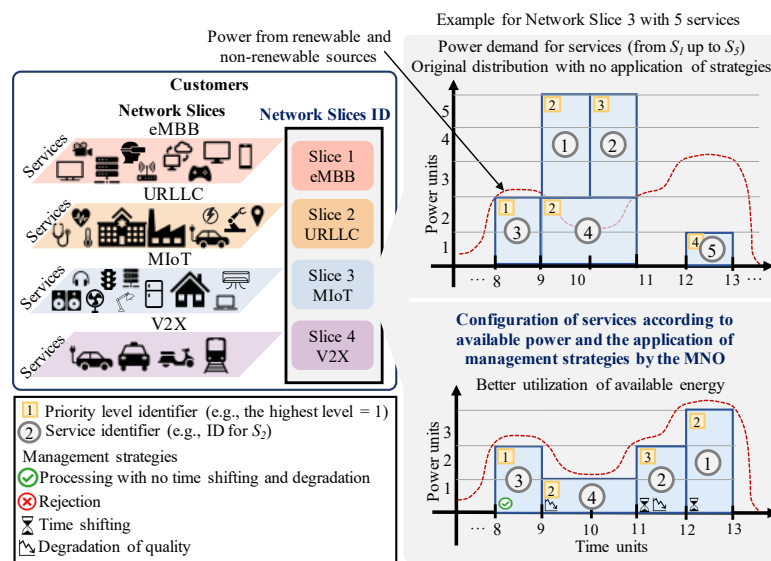 Example for Network Slice 3 with 5 services
Power from renewable and
non-renewable sources
Customers
Network Slices
Network Slices ID
eMBB
Services
Slice 1
eMBB
URLLC
Services
Slice 2
URLLC
MIoT
Services
Slice 3
MIoT
V2X
Services
Slice 4
V2X
1 Priority level identifier (e.g., the highest level = 1)
2 Service identifier (e.g., ID for S2)
Management strategies
Processing with no time shifting and degradation
Rejection
Time shifting
Degradation of quality
Power demand for services (from S1 up to S5)
Original distribution with no application of strategies
Power units
5
4
3
2
1
2
1
3
2
1
3
2
4
4
5
··· 8 9 10 11 12 13 ···
Configuration of services according to
available power and the application of
management strategies by the MNO
Better utilization of available energy
Power units
3
2
1
1
3
2
4
3
2
2
1
··· 8 9 10 11 12 13
Time units